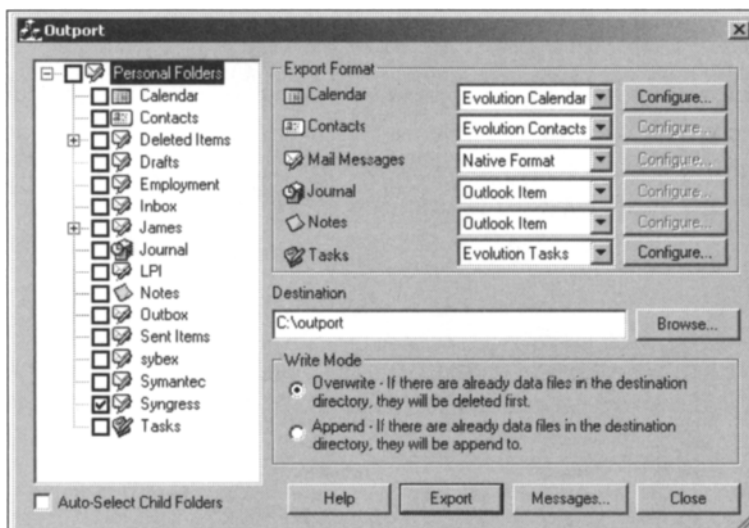 Outport
Personal Folders
Calendar
Contacts
Deleted Items
Drafts
Employment
Inbox
James
Journal
LPI
Notes
Outbox
Sent Items
sybex
Symantec
Syngress
Tasks
Auto-Select Child Folders
Export Format
Calendar Evolution Calendar Configure...
Contacts Evolution Contacts Configure...
Mail Messages Native Format Configure...
Journal Outlook Item Configure...
Notes Outlook Item Configure...
Tasks Evolution Tasks Configure...
Destination
C:\outport Browse...
Write Mode
Overwrite - If there are already data files in the destination
directory, they will be deleted first.
Append - If there are already data files in the destination
directory, they will be append to.
Help Export Messages... Close